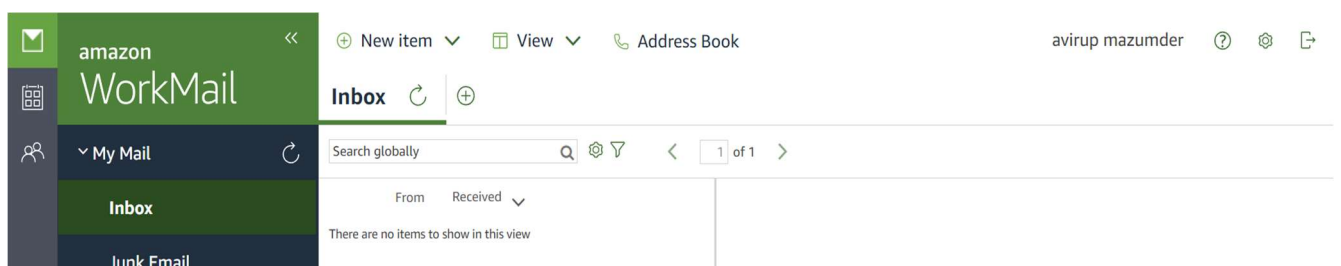 amazon
WorkMail
New item
View
Address Book
avirup mazumder
Inbox
My Mail
Search globally
1 of 1
Inbox
From Received
There are no items to show in this view
Junk Email